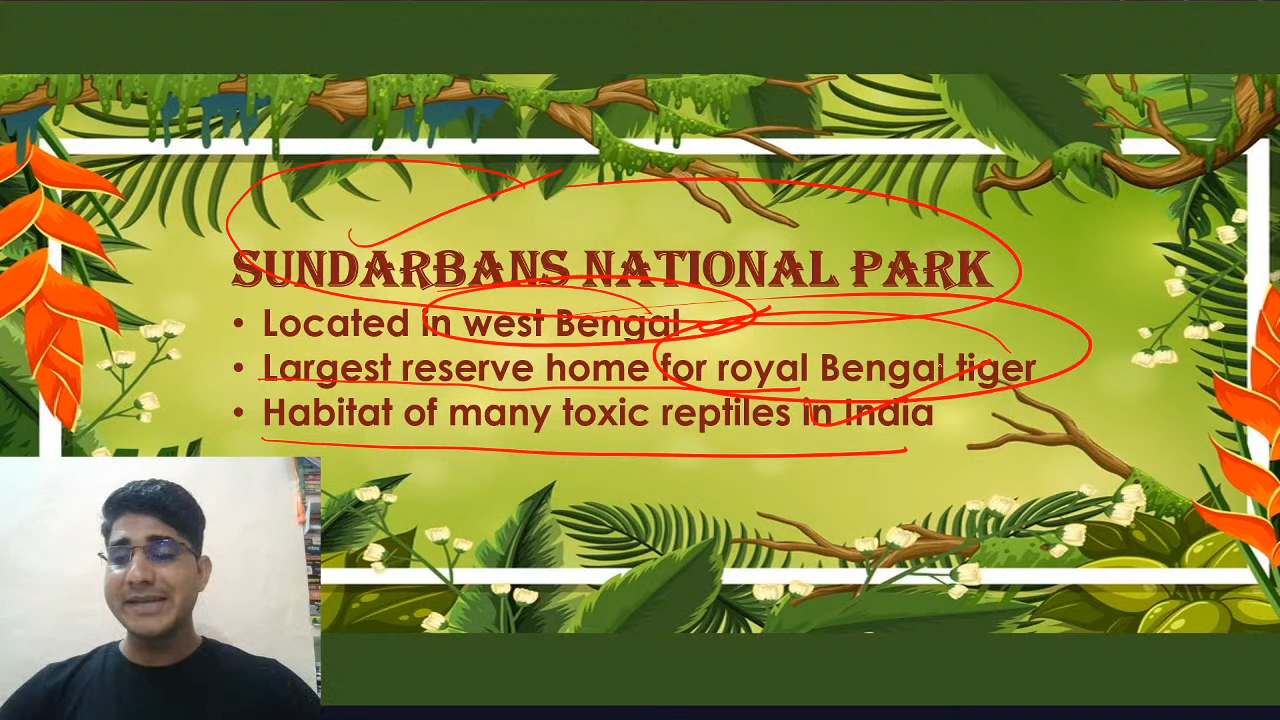 SUNDARBANS NATIONAL PARK
• Located in west Bengal
• Largest reserve home for royal Bengal tiger
• Habitat of many toxic reptiles in India